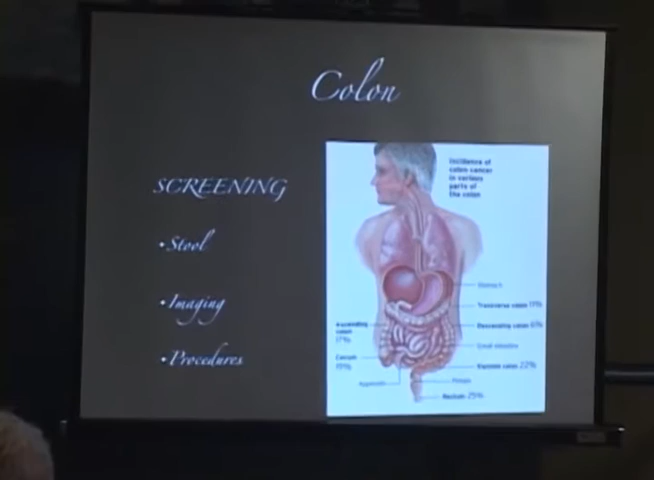 Colon
SCREENING
• Stool
• Imaging
• Procedures
Incidence of
colon cancer
in various
parts of
the colon
Stomach
Transverse colon 11%
Descending colon 6%
Small intestine
Sigmoid colon 22%
Rectum 25%
Ascending
colon
17%
Cecum
19%
Appendix